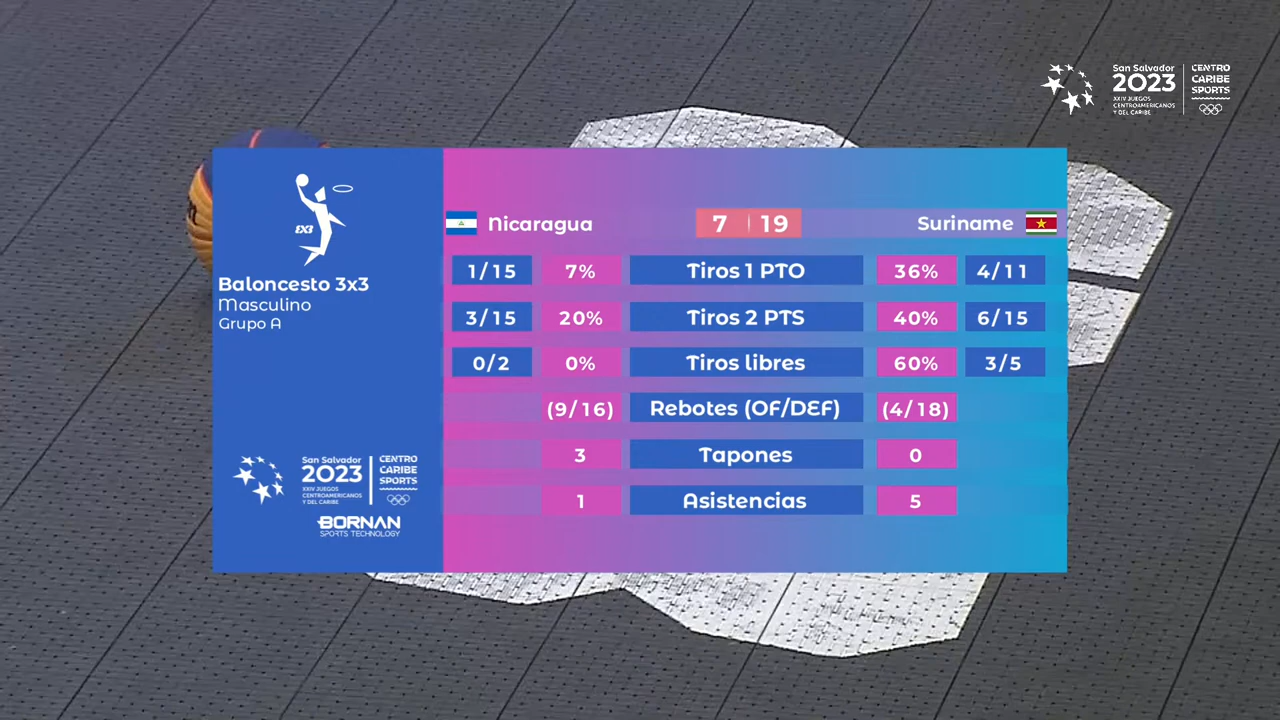 San Salvador
2023
XXIV JUEGOS
CENTROAMERICANOS
Y DEL CARIBE
CENTRO
CARIBE
SPORTS
3X3
Baloncesto 3x3
Masculino
Grupo A
Nicaragua 7 19 Suriname
1/15 7% Tiros 1 PTO 36% 4/11
3/15 20% Tiros 2 PTS 40% 6/15
0/2 0% Tiros libres 60% 3/5
(9/16) Rebotes (OF/DEF) (4/18)
3 Tapones 0
1 Asistencias 5
San Salvador
2023
XXIV JUEGOS
CENTROAMERICANOS
Y DEL CARIBE
CENTRO
CARIBE
SPORTS
BORNAN
SPORTS TECHNOLOGY